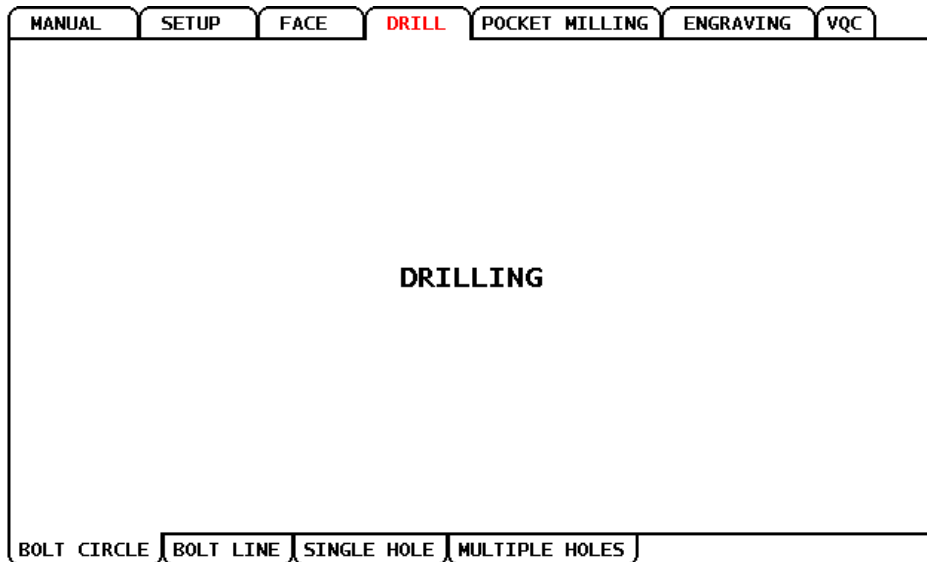 MANUAL SETUP FACE DRILL POCKET MILLING ENGRAVING VQC
DRILLING
BOLT CIRCLE BOLT LINE SINGLE HOLE MULTIPLE HOLES